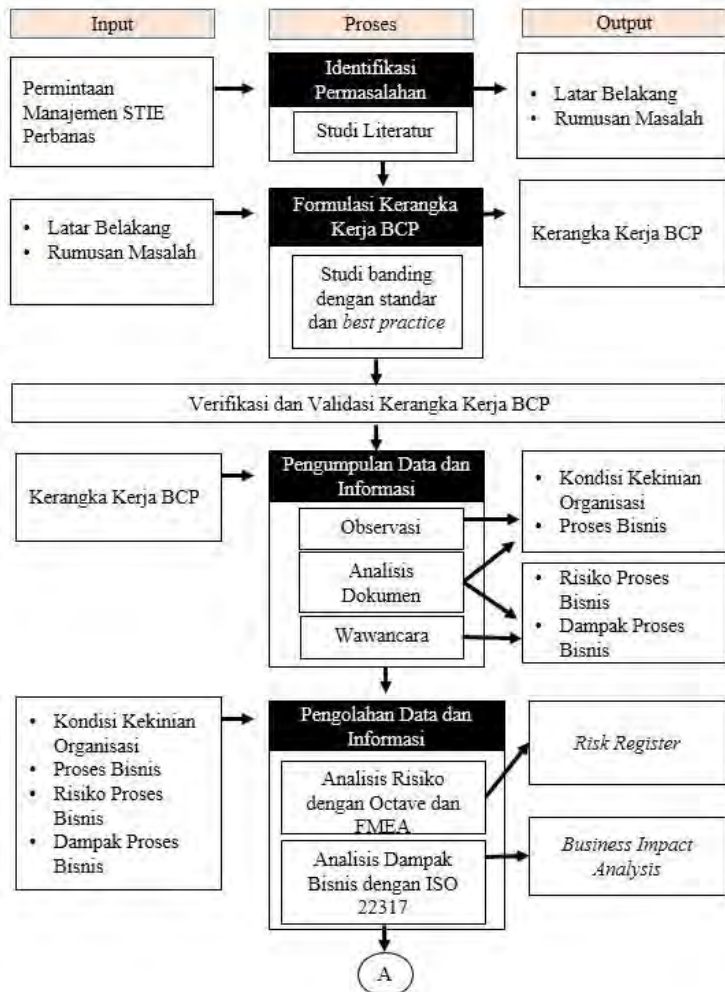 Input
Proses
Output
Permintaan
Manajemen STIE
Perbanas
Identifikasi
Permasalahan
Studi Literatur
• Latar Belakang
• Rumusan Masalah
• Latar Belakang
• Rumusan Masalah
Formulasi Kerangka
Kerja BCP
Studi banding
dengan standar
dan best practice
Kerangka Kerja BCP
Verifikasi dan Validasi Kerangka Kerja BCP
Kerangka Kerja BCP
Pengumpulan Data dan
Informasi
Observasi
Analisis
Dokumen
Wawancara
• Kondisi Kekinian
Organisasi
• Proses Bisnis
• Risiko Proses
Bisnis
• Dampak Proses
Bisnis
• Kondisi Kekinian
Organisasi
• Proses Bisnis
• Risiko Proses
Bisnis
• Dampak Proses
Bisnis
Pengolahan Data dan
Informasi
Analisis Risiko
dengan Octave dan
FMEA
Analisis Dampak
Bisnis dengan ISO
22317
Risk Register
Business Impact
Analysis
A